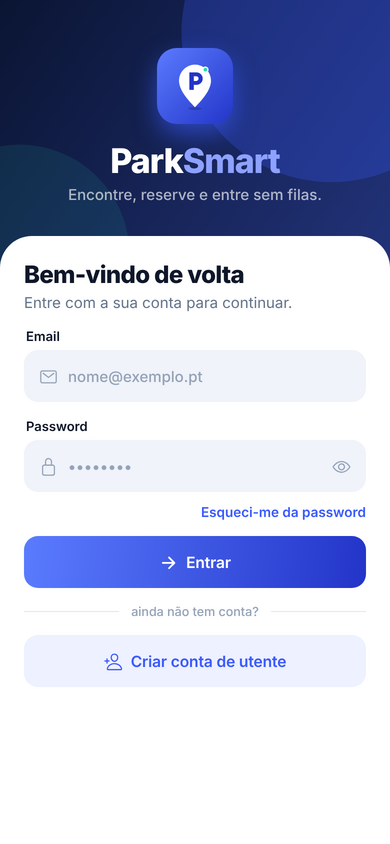 P
ParkSmart
Encontre, reserve e entre sem filas.
Bem-vindo de volta
Entre com a sua conta para continuar.
Email
nome@exemplo.pt
Password
••••••••
Esqueci-me da password
Entrar
ainda não tem conta?
Criar conta de utente